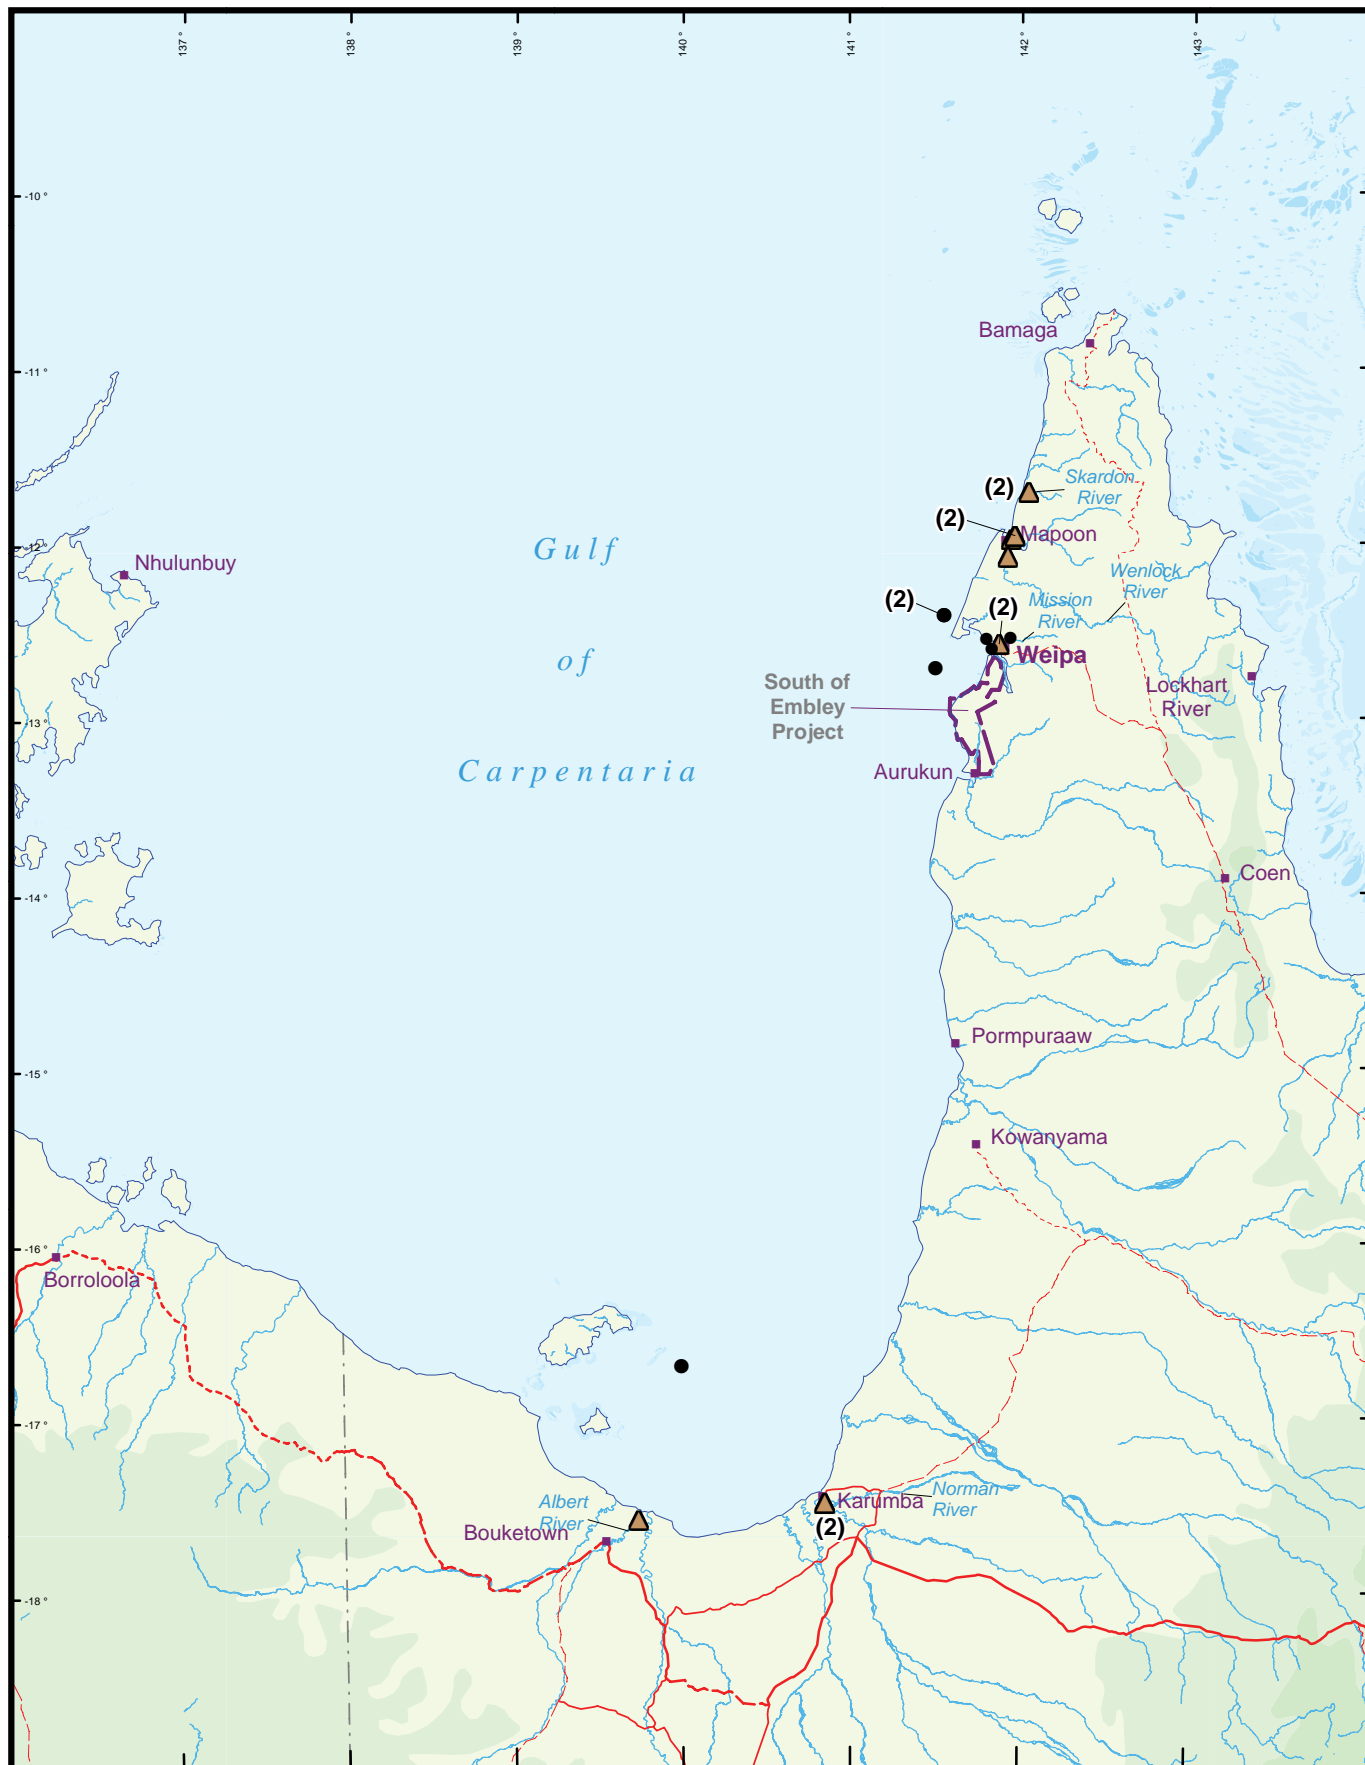 137 °
138 °
139 °
140 °
141 °
142 °
143 °
-10 °
Bamaga
-11 °
(2)
Skardon
River
(2)
Mapoon
-12 °
Gulf
Nhulunbuy
Wenlock
River
(2)
(2)
Mission
River
of
Weipa
South of
Embley
Project
Lockhart
River
-13 °
Carpentaria
Aurukun
Coen
-14 °
Pormpuraaw
-15 °
Kowanyama
-16 °
Borroloola
-17 °
Albert
River
Karumba
Norman
River
(2)
Bouketown
-18 °